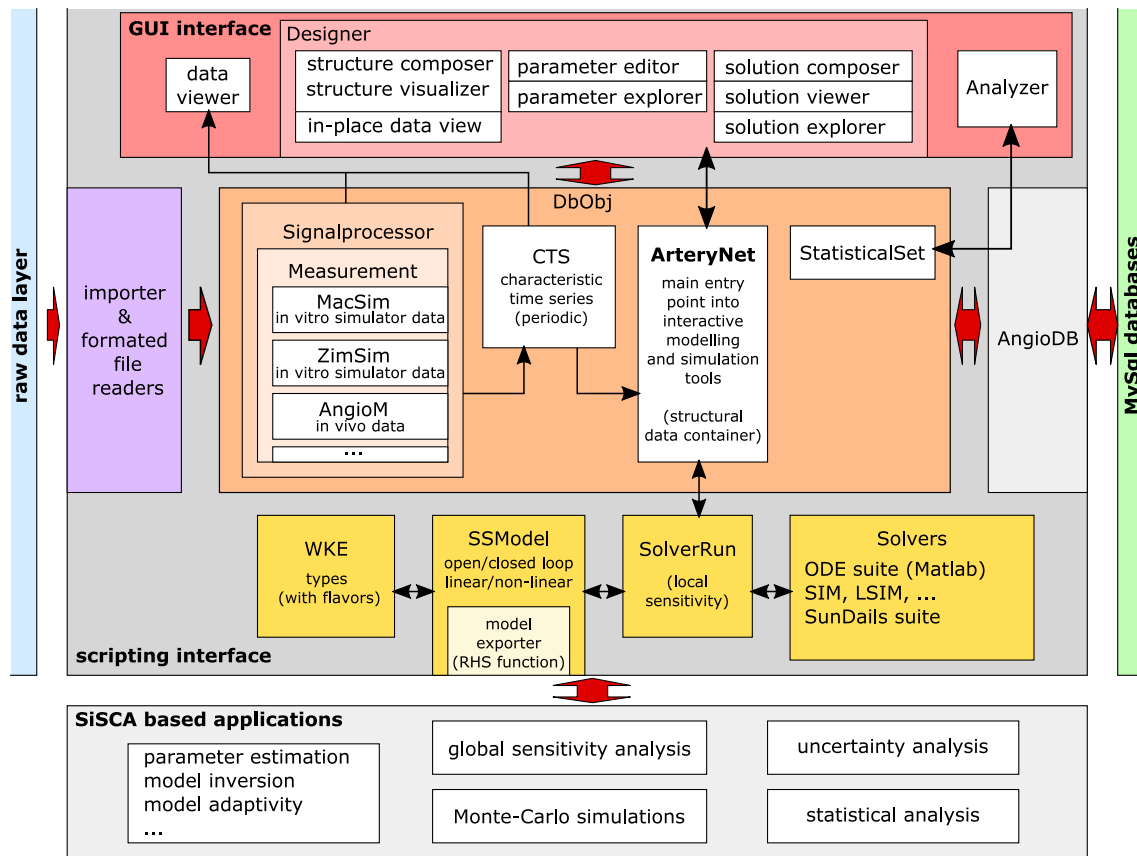 GUI interface
data
viewer
Designer
structure composer
structure visualizer
in-place data view
parameter editor
parameter explorer
solution composer
solution viewer
solution explorer
Analyzer
raw data layer
importer
&
formated
file
readers
DbObj
Signalprocessor
Measurement
MacSim
in vitro simulator data
ZimSim
in vitro simulator data
AngioM
in vivo data
...
CTS
characteristic
time series
(periodic)
ArteryNet
main entry
point into
interactive
modelling
and simulation
tools
(structural
data container)
StatisticalSet
AngioDB
MySql databases
WKE
types
(with flavors)
SSModel
open/closed loop
linear/non-linear
model
exporter
(RHS function)
SolverRun
(local
sensitivity)
Solvers
ODE suite (Matlab)
SIM, LSIM, ...
SunDails suite
scripting interface
SiSCA based applications
parameter estimation
model inversion
model adaptivity
...
global sensitivity analysis
Monte-Carlo simulations
uncertainty analysis
statistical analysis